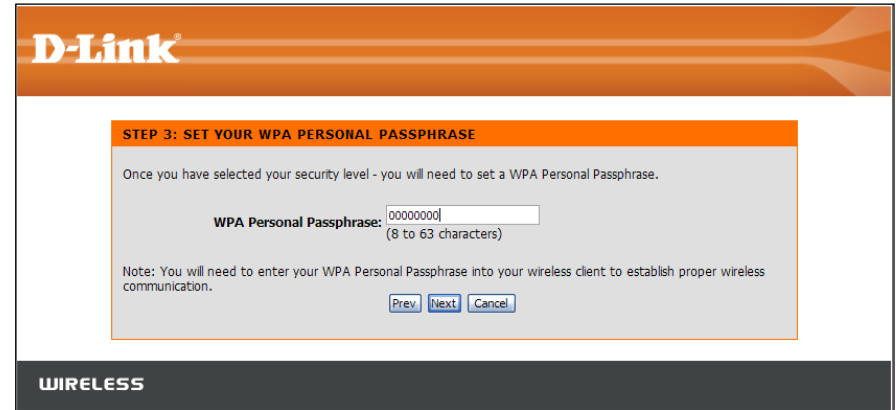 D-Link®
STEP 3: SET YOUR WPA PERSONAL PASSPHRASE
Once you have selected your security level - you will need to set a WPA Personal Passphrase.
WPA Personal Passphrase: 00000000
(8 to 63 characters)
Note: You will need to enter your WPA Personal Passphrase into your wireless client to establish proper wireless
communication.
Prev Next Cancel
WIRELESS